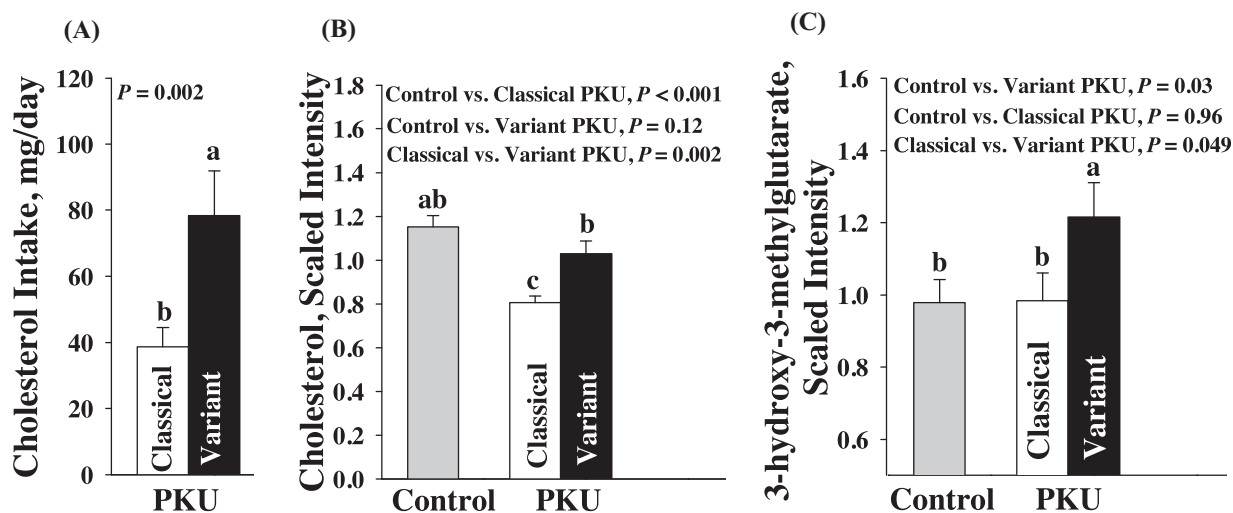 (A)
Cholesterol Intake, mg/day
120
100
80
60
40
20
0
P = 0.002
b
a
Classical
Variant
PKU
(B)
Cholesterol, Scaled Intensity
1.8
1.6
1.4
1.2
1.0
0.8
0.6
0.4
0.2
0.0
Control vs. Classical PKU, P < 0.001
Control vs. Variant PKU, P = 0.12
Classical vs. Variant PKU, P = 0.002
ab
c
b
Classical
Variant
Control
PKU
(C)
3-hydroxy-3-methylglutarate,
Scaled Intensity
1.6
1.4
1.2
1.0
0.8
0.6
Control vs. Variant PKU, P = 0.03
Control vs. Classical PKU, P = 0.96
Classical vs. Variant PKU, P = 0.049
b
b
a
Classical
Variant
Control
PKU